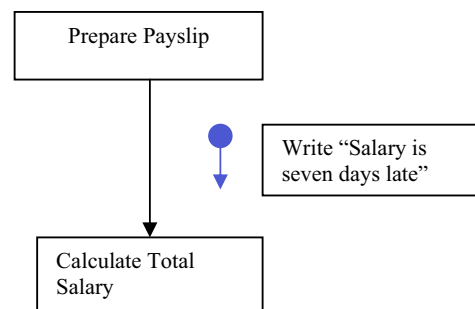 Prepare Payslip
Write “Salary is
seven days late”
Calculate Total
Salary